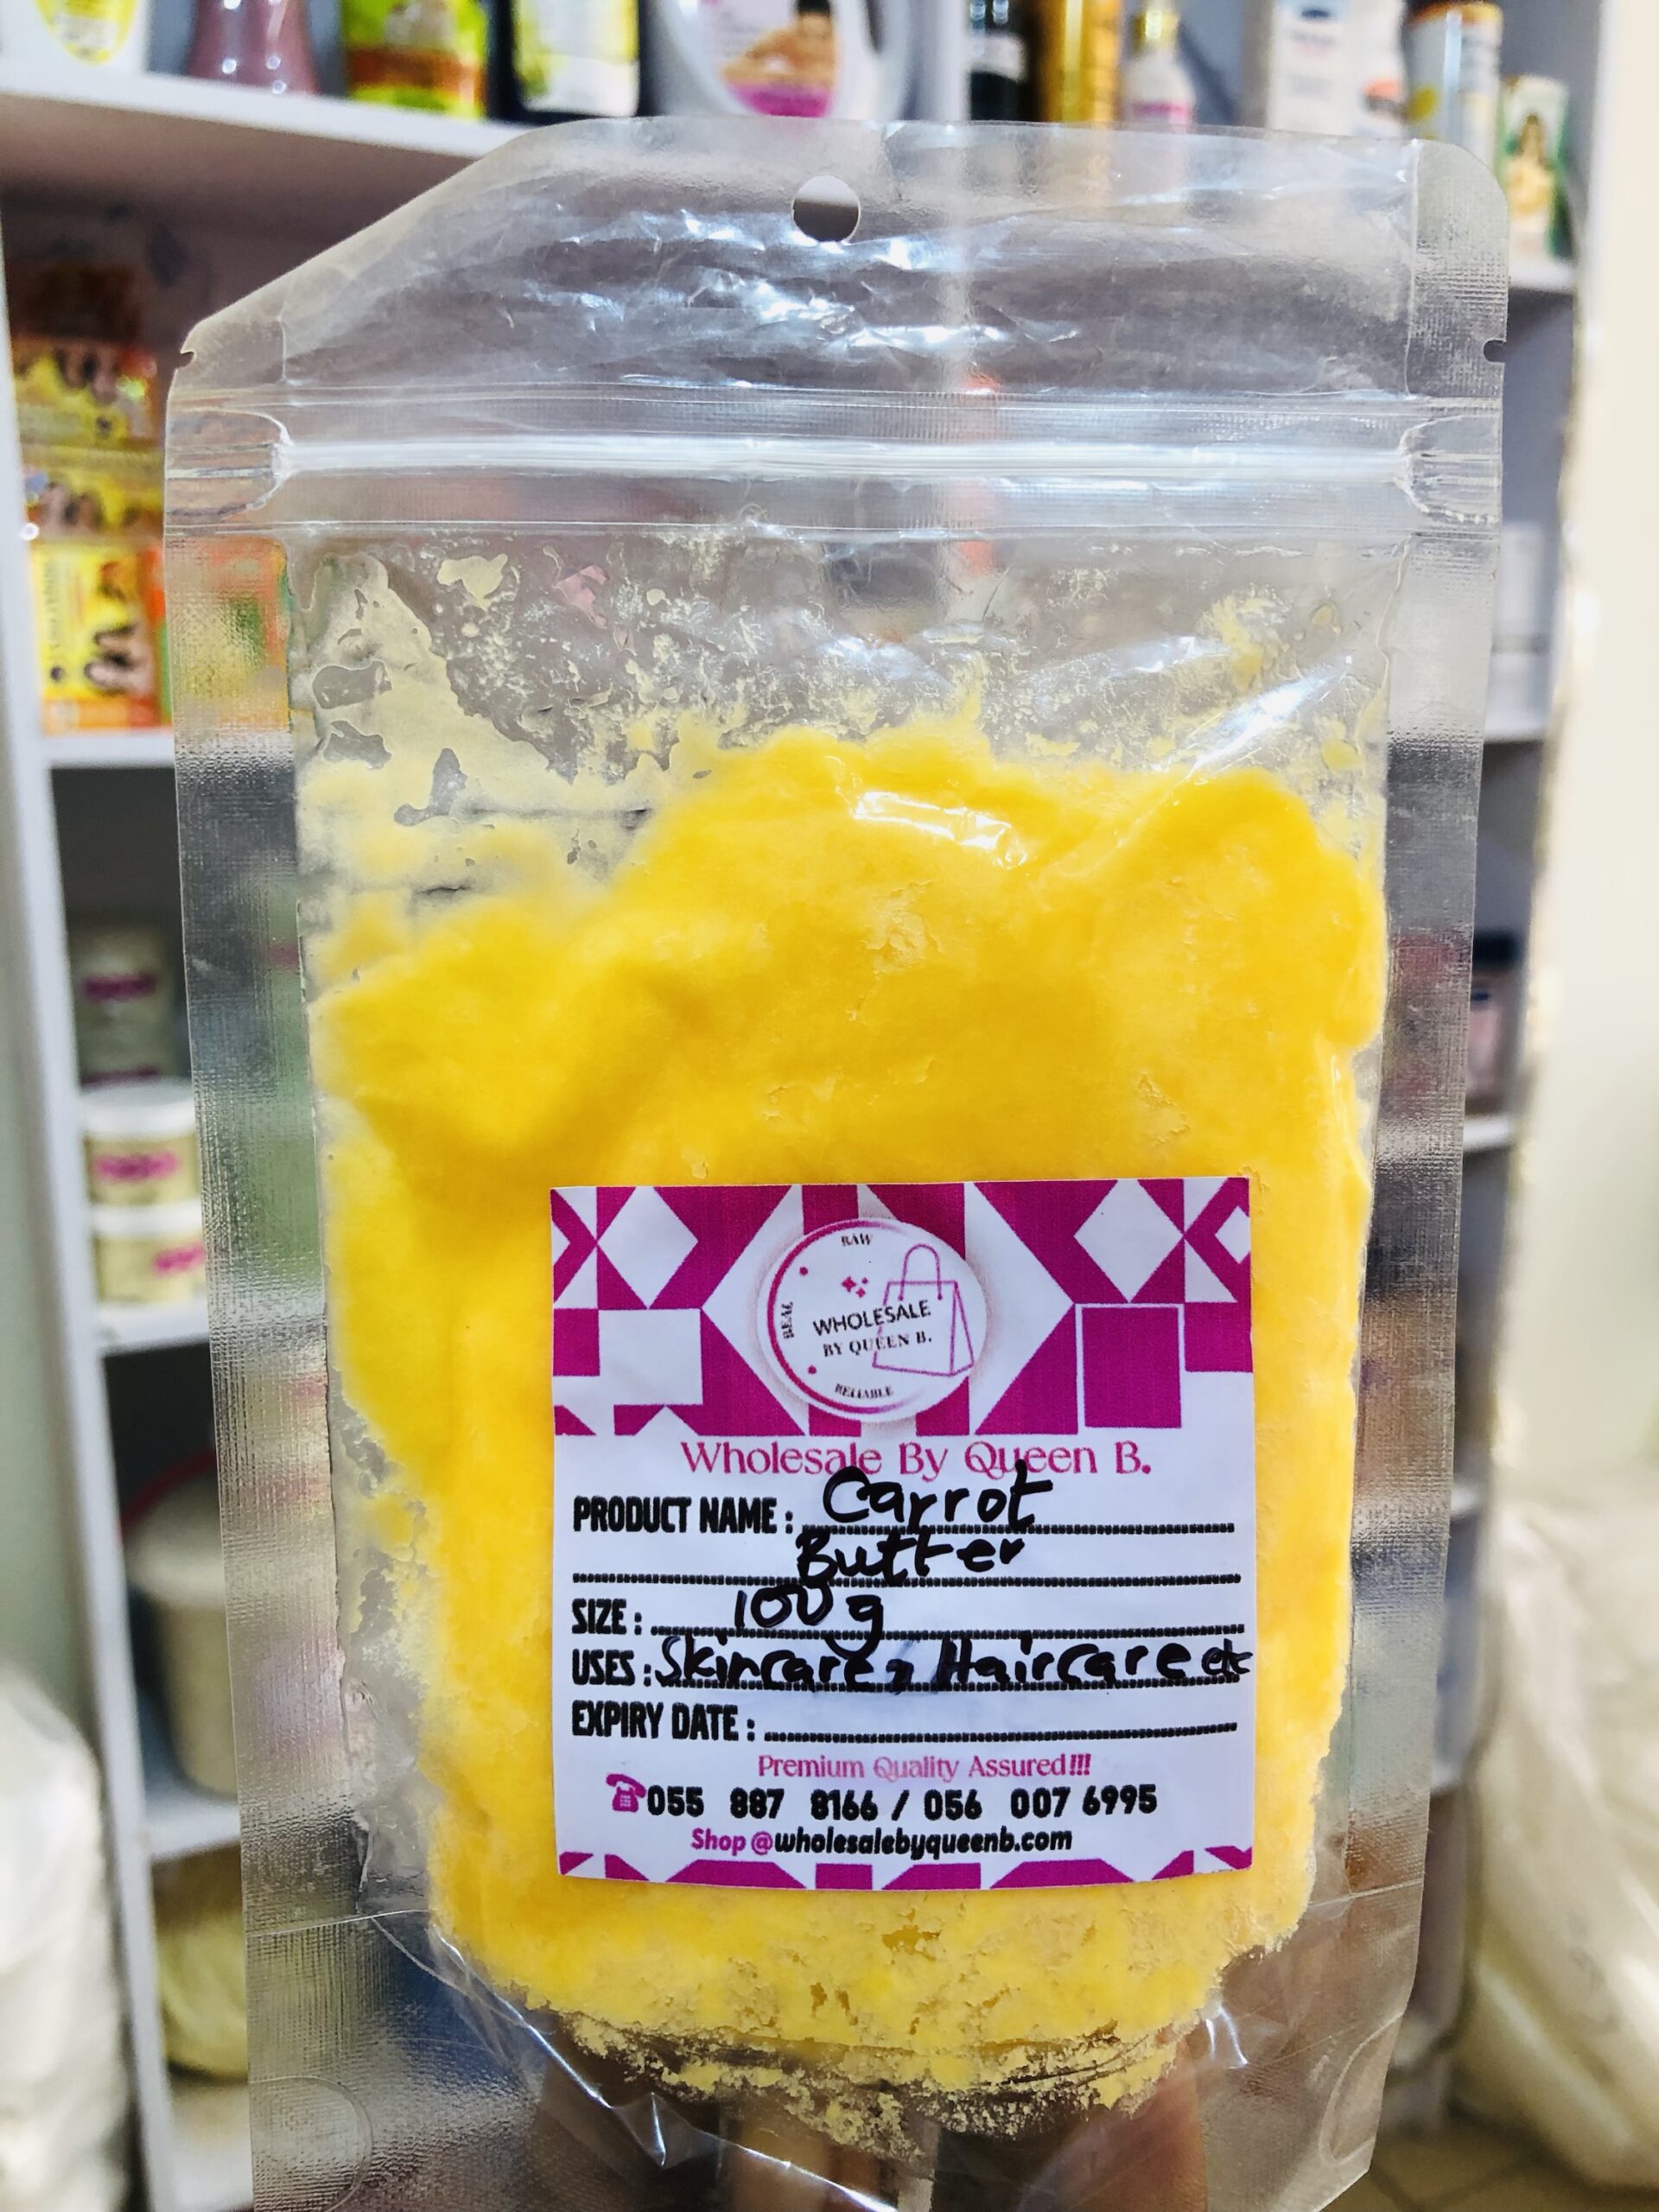 RAW
REAL
WHOLESALE
BY QUEEN B.
RELIABLE
Wholesale By Queen B.
PRODUCT NAME : Carrot
Butter
SIZE : 100g
USES : Skincare, Haircare etc
EXPIRY DATE :
Premium Quality Assured!!!
055 887 8166 / 056 007 6995
Shop @wholesalebyqueenb.com